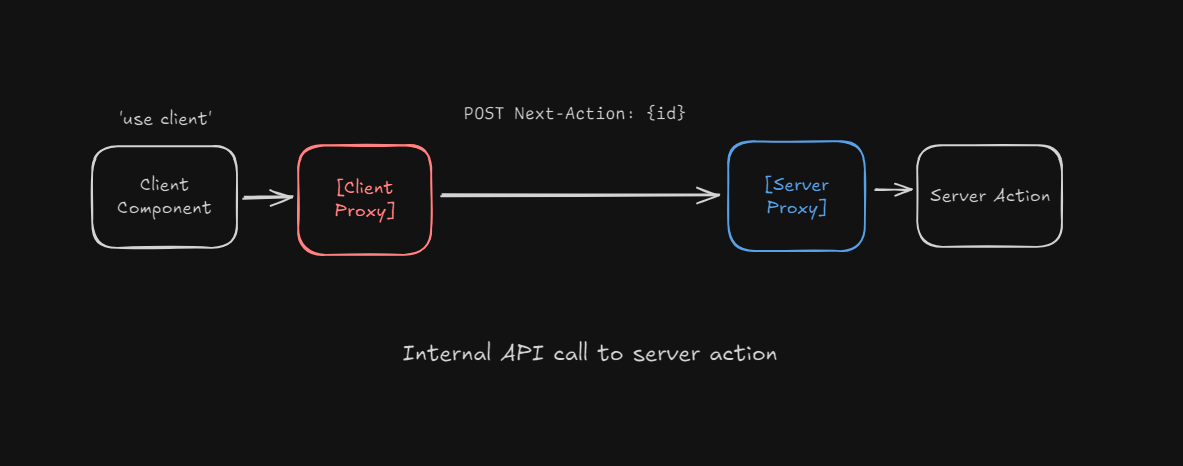 'use client'
POST Next-Action: {id}
Client
Component
[Client
Proxy]
[Server
Proxy]
Server Action
Internal API call to server action